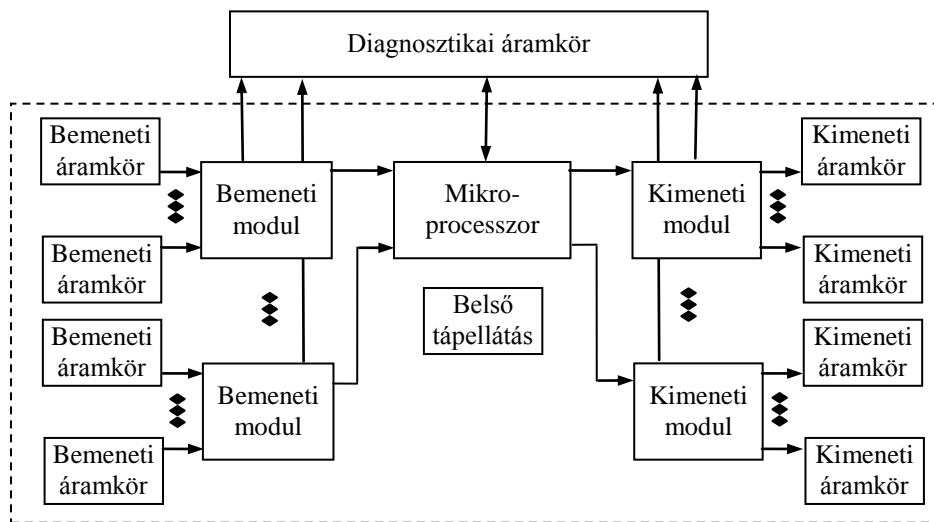 Diagnosztikai áramkör
Bemeneti
áramkör
Bemeneti
áramkör
Bemeneti
áramkör
Bemeneti
áramkör
Bemeneti
modul
Bemeneti
modul
Mikro-
processzor
Belső
tápellátás
Kimeneti
modul
Kimeneti
modul
Kimeneti
áramkör
Kimeneti
áramkör
Kimeneti
áramkör
Kimeneti
áramkör